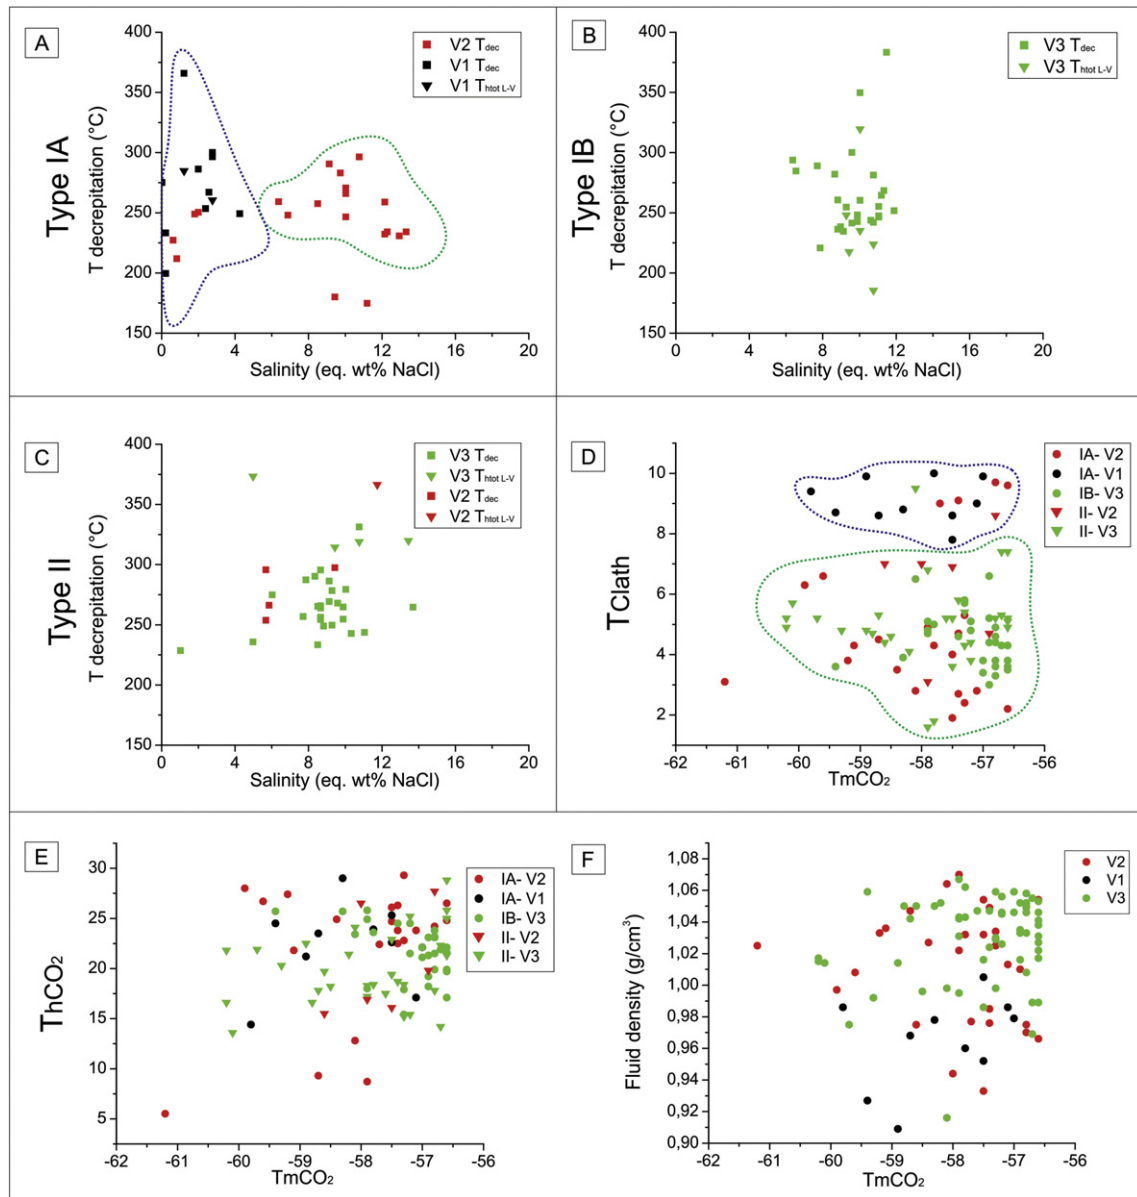 A
Type IA
T decrepitation (°C)
400
350
300
250
200
150
0 4 8 12 16 20
Salinity (eq. wt% NaCl)
V2 Tdec
V1 Tdec
V1 Thtot L-V
B
Type IB
T decrepitation (°C)
400
350
300
250
200
150
0 4 8 12 16 20
Salinity (eq. wt% NaCl)
V3 Tdec
V3 Thtot L-V
C
Type II
T decrepitation (°C)
400
350
300
250
200
150
0 4 8 12 16 20
Salinity (eq. wt% NaCl)
V3 Tdec
V3 Thtot L-V
V2 Tdec
V2 Thtot L-V
D
TClath
10
8
6
4
2
-62 -60 -59 -58 -57 -56
TmCO2
IA- V2
IA- V1
IB- V3
II- V2
II- V3
E
ThCO2
30
25
20
15
10
5
-62 -61 -60 -59 -58 -57 -56
TmCO2
IA- V2
IA- V1
IB- V3
II- V2
II- V3
F
Fluid density (g/cm3)
1,08
1,06
1,04
1,02
1,00
0,98
0,96
0,94
0,92
0,90
-62 -61 -60 -59 -58 -57 -56
TmCO2
V2
V1
V3